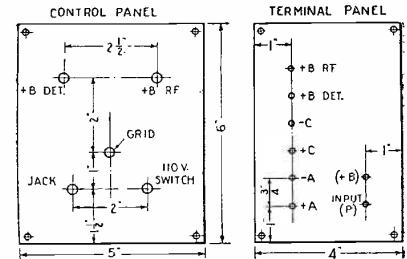 CONTROL PANEL
2 1/2"
+B DET.
+B RF
2"
GRID
6"
1"
JACK
110 V.
SWITCH
2"
1 1/2"
5"
TERMINAL PANEL
1"
+B RF
+B DET.
-C
+C
1"
-A
(+B)
3/4"
+A
INPUT
(P)
1"
4"